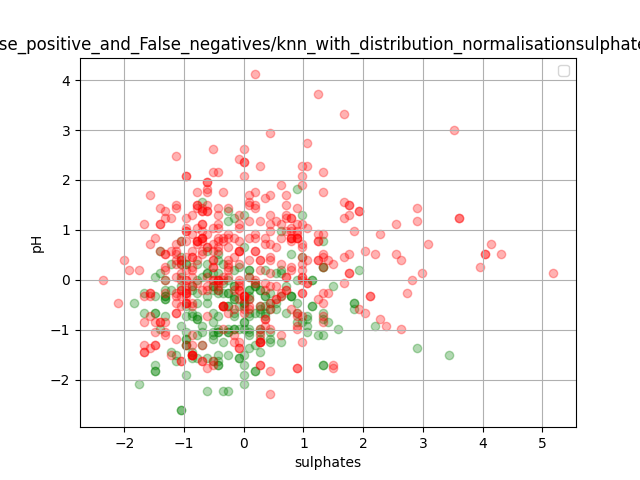 se_positive_and_False_negatives/knn_with_distribution_normalisationsulphate
4
3
2
1
0
−1
−2
pH
−2 −1 0 1 2 3 4 5
sulphates